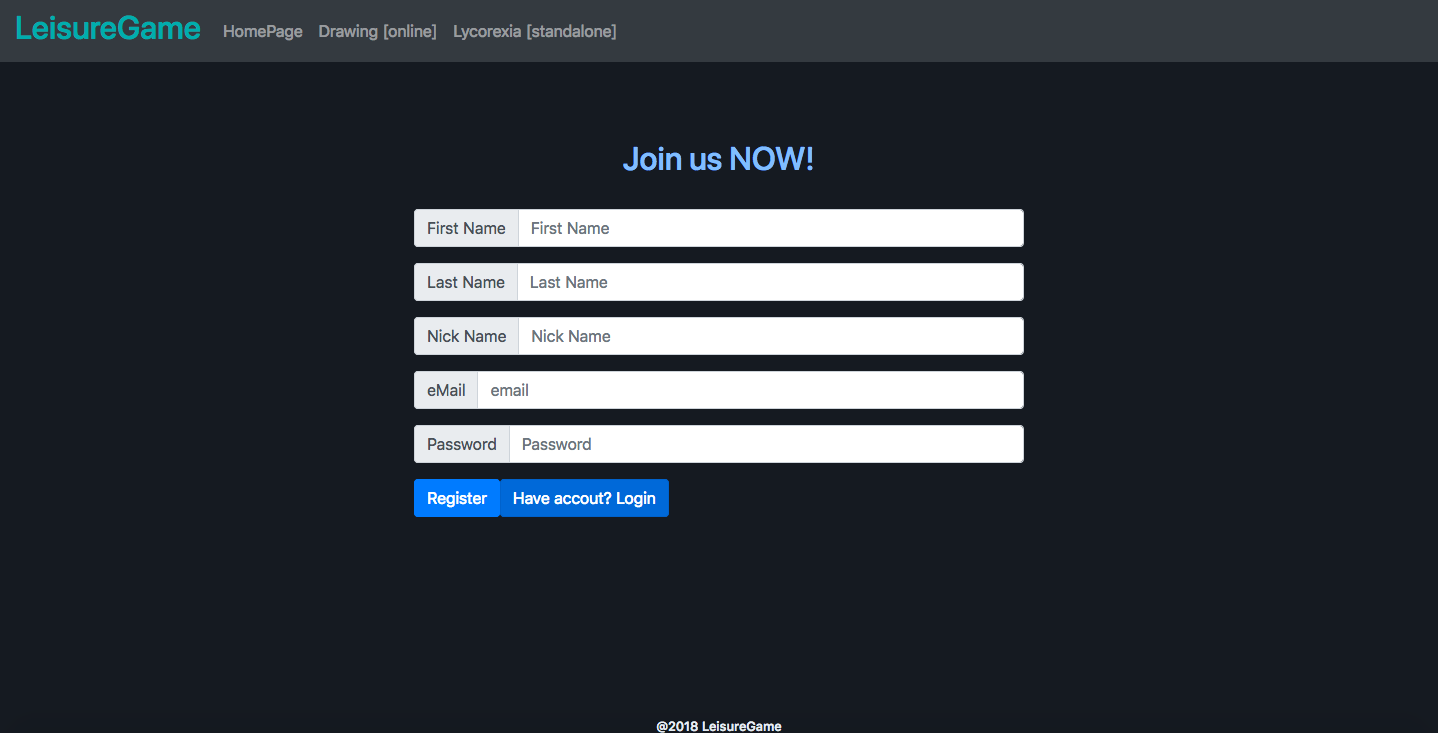 LeisureGame HomePage Drawing [online] Lycorexia [standalone]
Join us NOW!
First Name First Name
Last Name Last Name
Nick Name Nick Name
eMail email
Password Password
Register Have accout? Login
@2018 LeisureGame